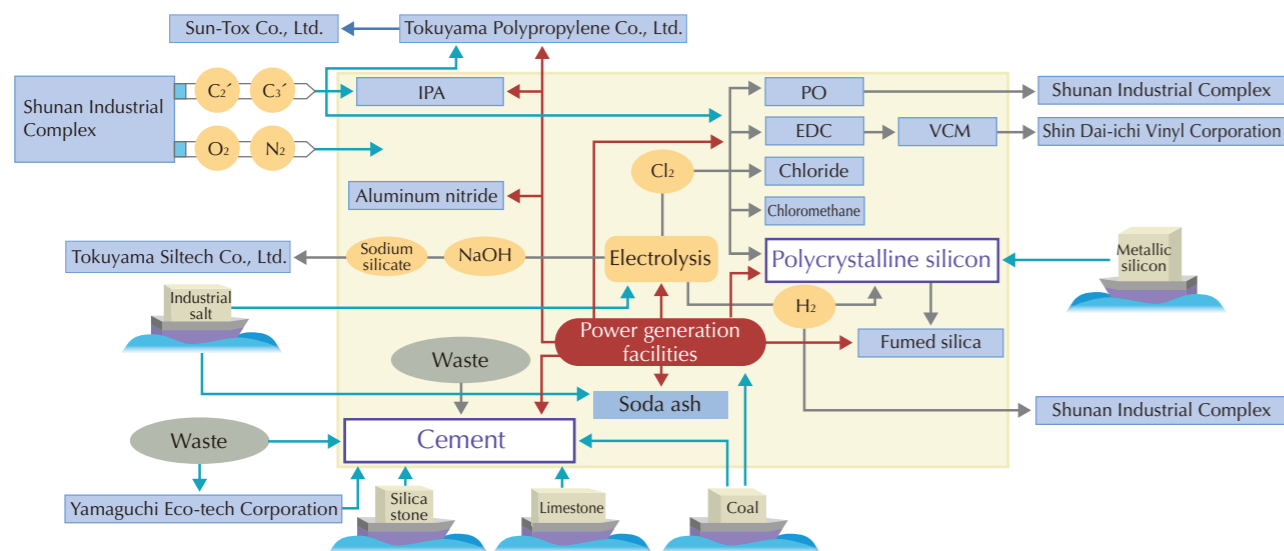 Sun-Tox Co., Ltd.
Tokuyama Polypropylene Co., Ltd.
Shunan Industrial
Complex
C₂´
C₃´
IPA
PO
Shunan Industrial Complex
O₂
N₂
EDC
VCM
Shin Dai-ichi Vinyl Corporation
Cl₂
Chloride
Aluminum nitride
Chloromethane
Tokuyama Siltech Co., Ltd.
Sodium
silicate
NaOH
Electrolysis
Polycrystalline silicon
Metallic
silicon
Industrial
salt
H₂
Power generation
facilities
Fumed silica
Waste
Soda ash
Shunan Industrial Complex
Waste
Cement
Yamaguchi Eco-tech Corporation
Silica
stone
Limestone
Coal